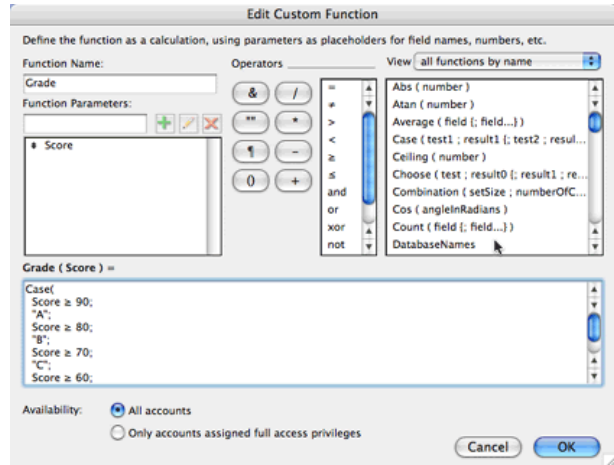 Edit Custom Function
Define the function as a calculation, using parameters as placeholders for field names, numbers, etc.
Function Name:
Grade
Function Parameters:
Score
Operators
& /
"" *
¶ -
() +
=
≠
>
<
≥
≤
and
or
xor
not
View all functions by name
Abs ( number )
Atan ( number )
Average ( field {; field...} )
Case ( test1 ; result1 {; test2 ; resul...
Ceiling ( number )
Choose ( test ; result0 {; result1 ; re...
Combination ( setSize ; numberOfC...
Cos ( angleInRadians )
Count ( field {; field...} )
DatabaseNames
Grade ( Score ) =
Case(
Score ≥ 90;
"A";
Score ≥ 80;
"B";
Score ≥ 70;
"C";
Score ≥ 60;
Availability: All accounts
Only accounts assigned full access privileges
Cancel OK